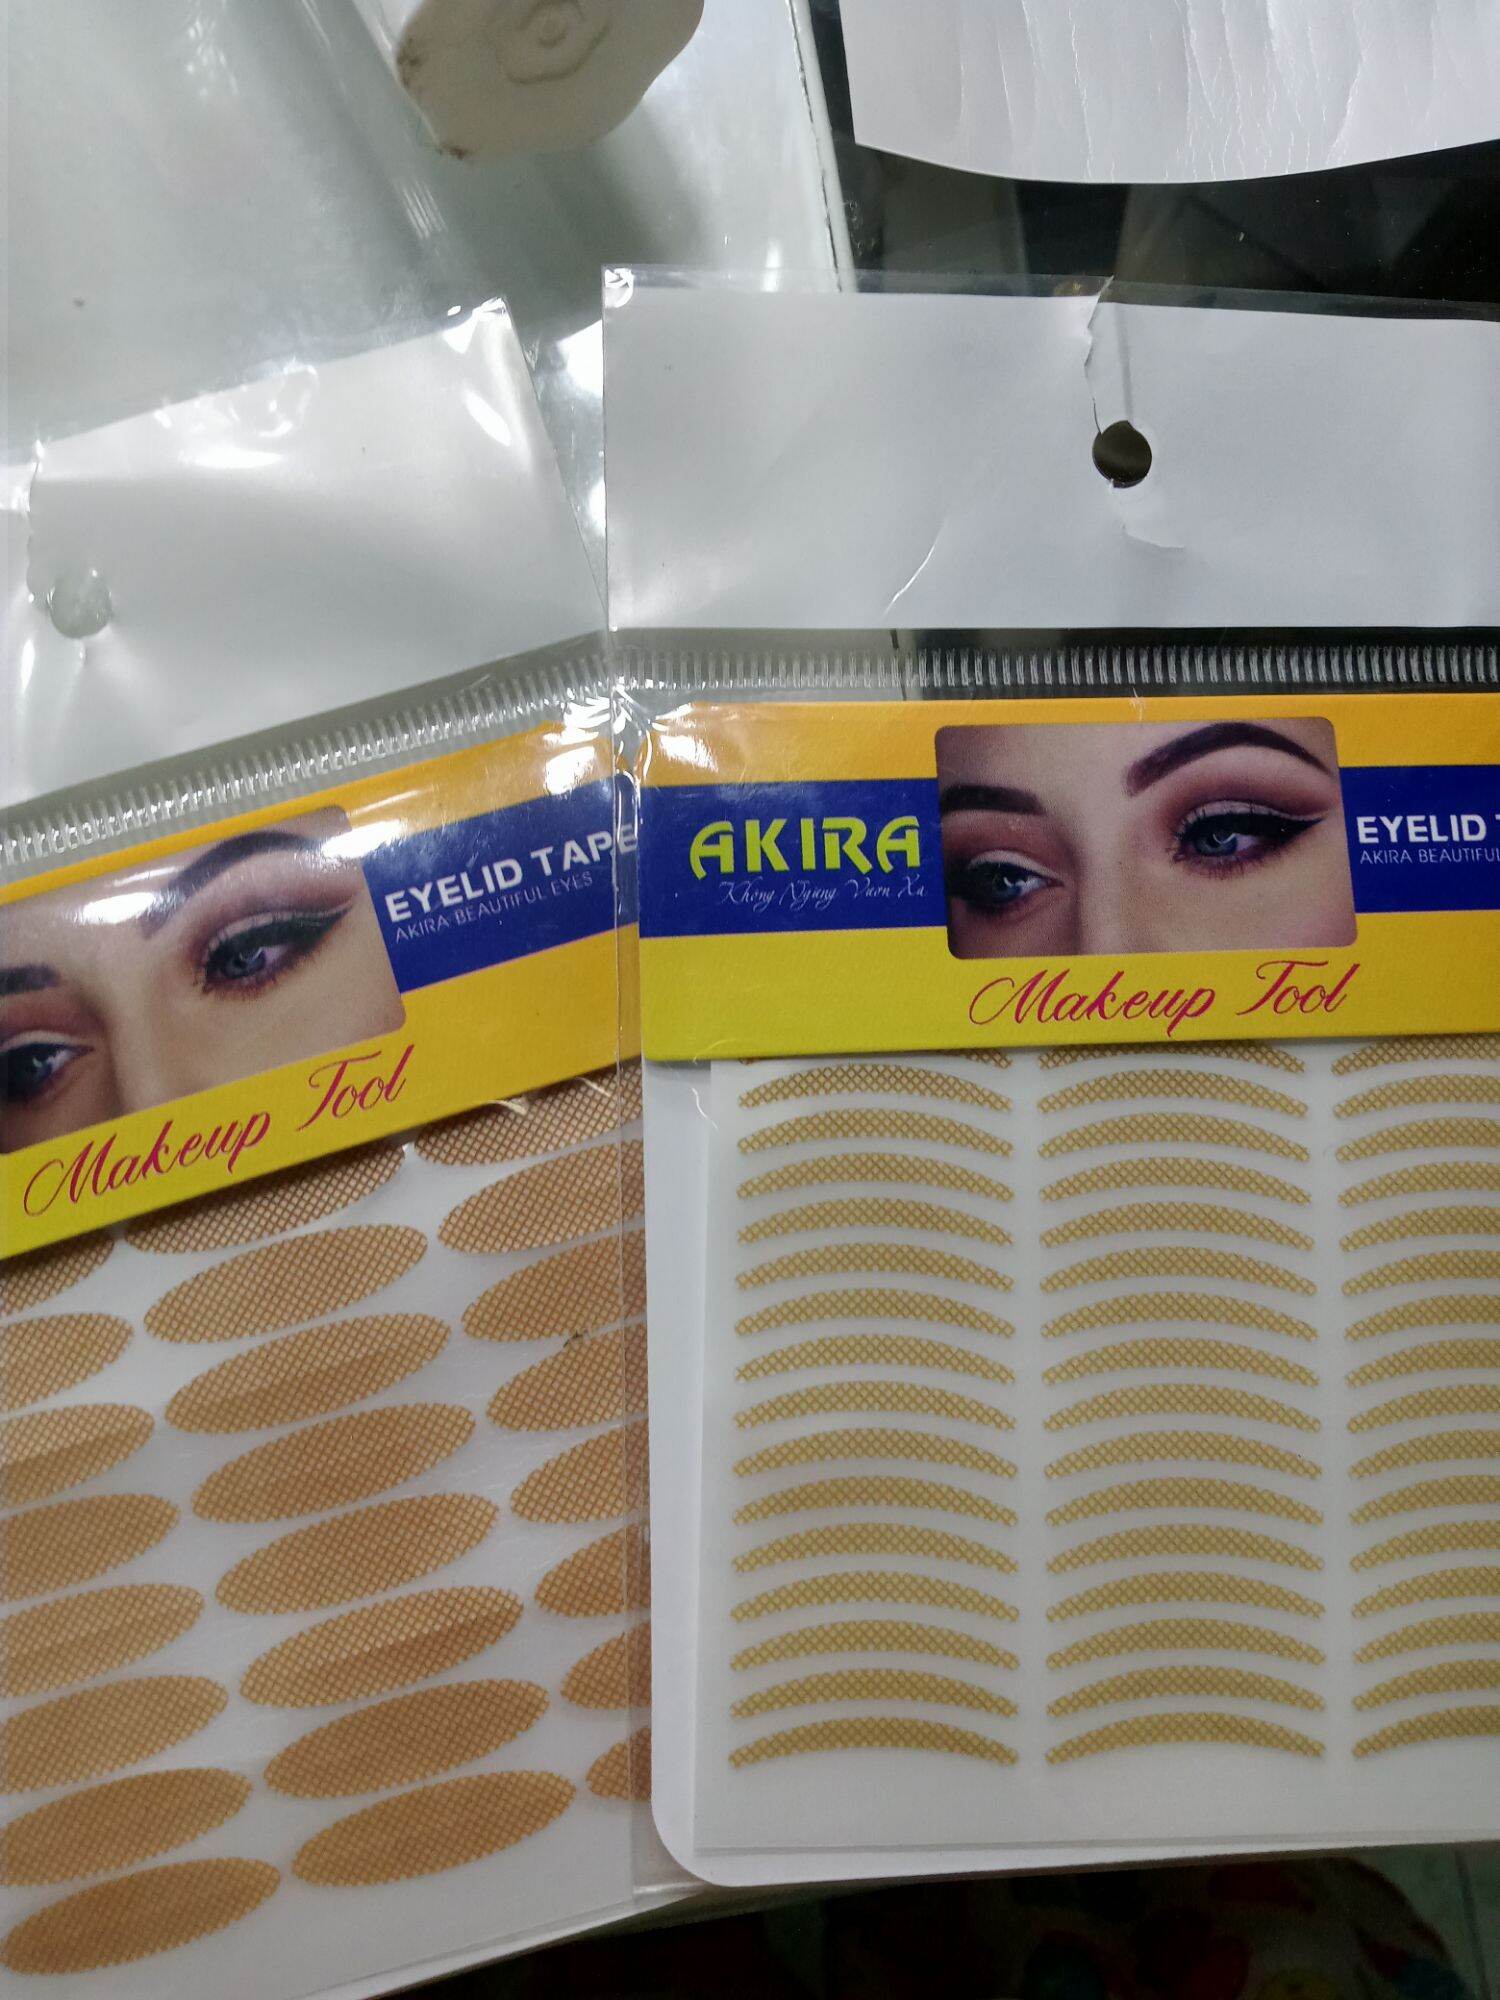 EYELID TAPE
AKIRA BEAUTIFUL EYES
Makeup Tool
AKIRA
Không Ngừng Vươn Xa
EYELID T
AKIRA BEAUTIFUL
Makeup Tool